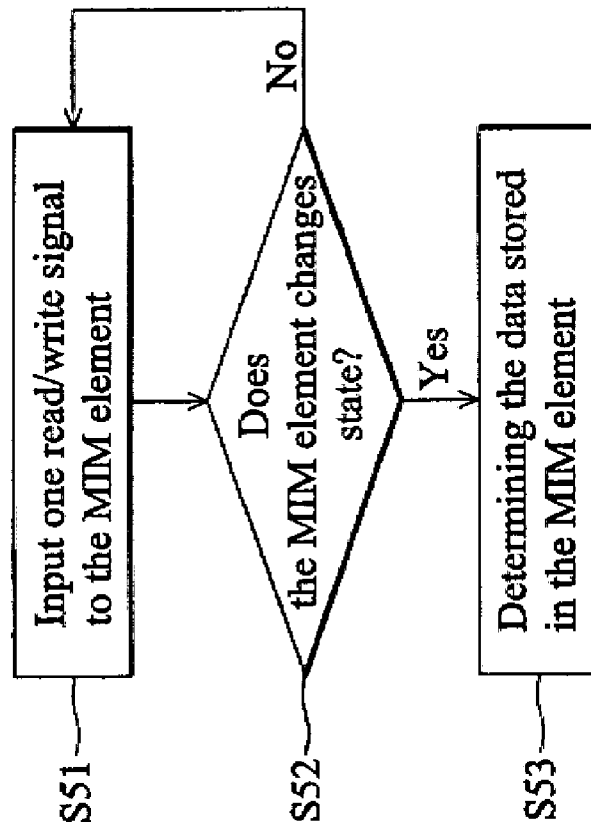 S51
Input one read/write signal
to the MIM element
S52
Does
the MIM element changes
state?
No
Yes
S53
Determining the data stored
in the MIM element